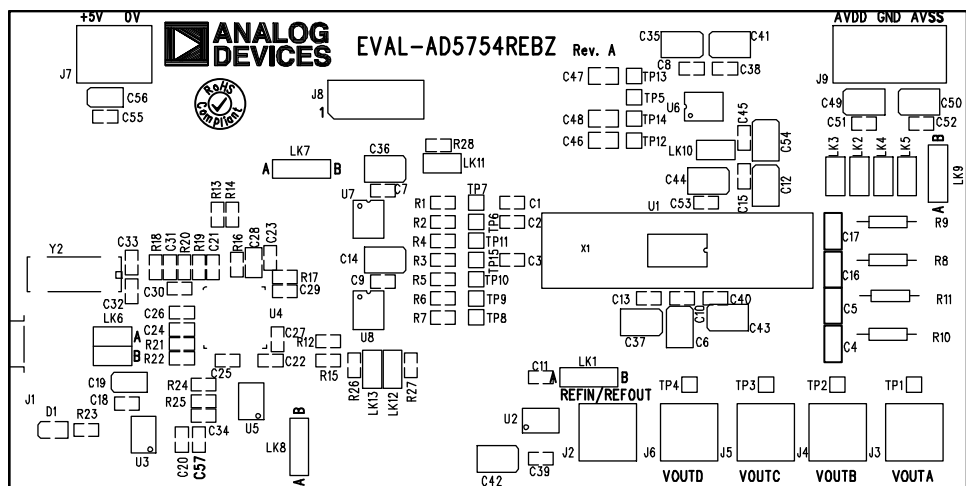 +5V 0V
ANALOG
DEVICES
EVAL-AD5754REBZ Rev. A
AVDD GND AVSS
C35
C41
J7
C8
C38
C47
TP13
J9
RoHS
Compliant
C56
C55
J8
1
TP5
U6
C49
C50
C51
C52
C48
TP14
C45
C54
C46
TP12
R28
LK11
LK10
LK3
LK2
LK4
LK5
B
LK9
A
A
LK7
B
C36
C7
C44
C53
C15
C12
R13
R14
U7
R1
TP7
C1
U1
R2
TP6
C2
R9
C17
Y2
C33
R18
C31
R20
R19
C21
R16
C28
C23
R4
TP11
X1
C14
R3
TP15
C3
R8
C16
R17
C9
R5
TP10
C32
C30
C29
R6
TP9
C13
C10
C40
R11
C5
LK6
C26
U4
U8
R7
TP8
C37
C6
C43
A
C24
C27
R12
R10
C4
B
R21
R22
C25
C22
R15
R26
LK13
LK12
R27
C11
A
LK1
B
REFIN/REFOUT
C19
R24
TP4
TP3
TP2
TP1
J1
C18
R25
D1
R23
C34
U5
B
LK8
A
U2
U3
C20
C57
C42
C39
J2
J6
J5
J4
J3
VOUTD
VOUTC
VOUTB
VOUTA